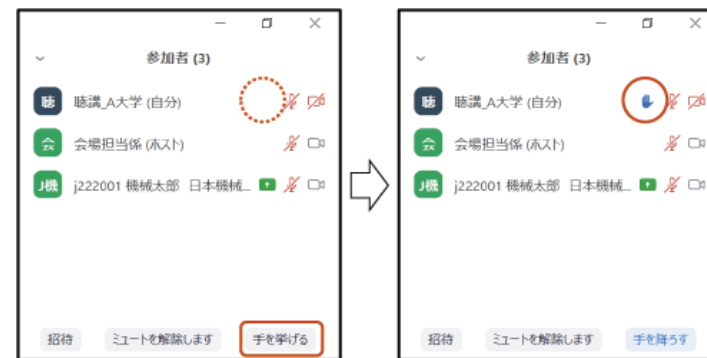 参加者 (3)
聴 聴講_A大学 (自分)
会 会場担当係 (ホスト)
J機 j222001 機械太郎 日本機械...
招待 ミュートを解除します 手を挙げる
参加者 (3)
聴 聴講_A大学 (自分)
会 会場担当係 (ホスト)
J機 j222001 機械太郎 日本機械...
招待 ミュートを解除します 手を降ろす